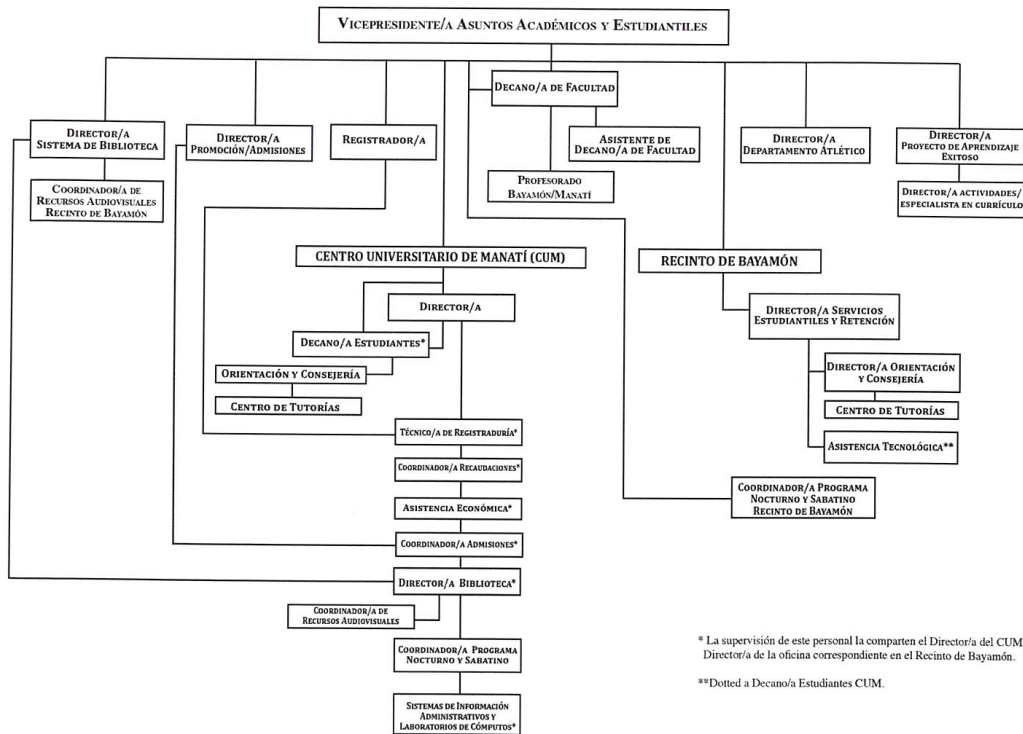 VICEPRESIDENTE/A ASUNTOS ACADÉMICOS Y ESTUDIANTILES
DECANO/A DE FACULTAD
DIRECTOR/A
SISTEMA DE BIBLIOTECA
DIRECTOR/A
PROMOCIÓN/ADMISIONES
REGISTRADOR/A
ASISTENTE DE
DECANO/A DE FACULTAD
DIRECTOR/A
DEPARTAMENTO ATLÉTICO
DIRECTOR/A
PROYECTO DE APRENDIZAJE
EXITOSO
COORDINADOR/A DE
RECURSOS AUDIOVISUALES
RECINTO DE BAYAMÓN
PROFESORADO
BAYAMÓN/MANATÍ
DIRECTOR/A ACTIVIDADES/
ESPECIALISTA EN CURRÍCULO
CENTRO UNIVERSITARIO DE MANATÍ (CUM)
RECINTO DE BAYAMÓN
DIRECTOR/A
DIRECTOR/A SERVICIOS
ESTUDIANTILES Y RETENCIÓN
DECANO/A ESTUDIANTES*
ORIENTACIÓN Y CONSEJERÍA
DIRECTOR/A ORIENTACIÓN
Y CONSEJERÍA
CENTRO DE TUTORÍAS
CENTRO DE TUTORÍAS
TÉCNICO/A DE REGISTRADURÍA*
ASISTENCIA TECNOLÓGICA**
COORDINADOR/A RECAUDACIONES*
COORDINADOR/A PROGRAMA
NOCTURNO Y SABATINO
RECINTO DE BAYAMÓN
ASISTENCIA ECONÓMICA*
COORDINADOR/A ADMISIONES*
DIRECTOR/A BIBLIOTECA*
COORDINADOR/A DE
RECURSOS AUDIOVISUALES
COORDINADOR/A PROGRAMA
NOCTURNO Y SABATINO
SISTEMAS DE INFORMACIÓN
ADMINISTRATIVOS Y
LABORATORIOS DE CÓMPUTOS*
* La supervisión de este personal la comparten el Director/a del CUM
Director/a de la oficina correspondiente en el Recinto de Bayamón.
**Dotted a Decano/a Estudiantes CUM.